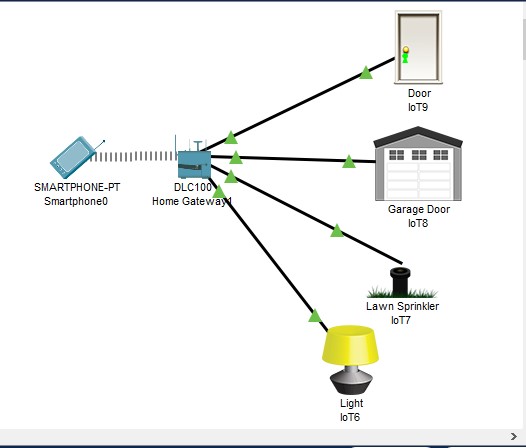 Door
IoT9
SMARTPHONE-PT
Smartphone0
DLC100
Home Gateway1
Garage Door
IoT8
Lawn Sprinkler
IoT7
Light
IoT6